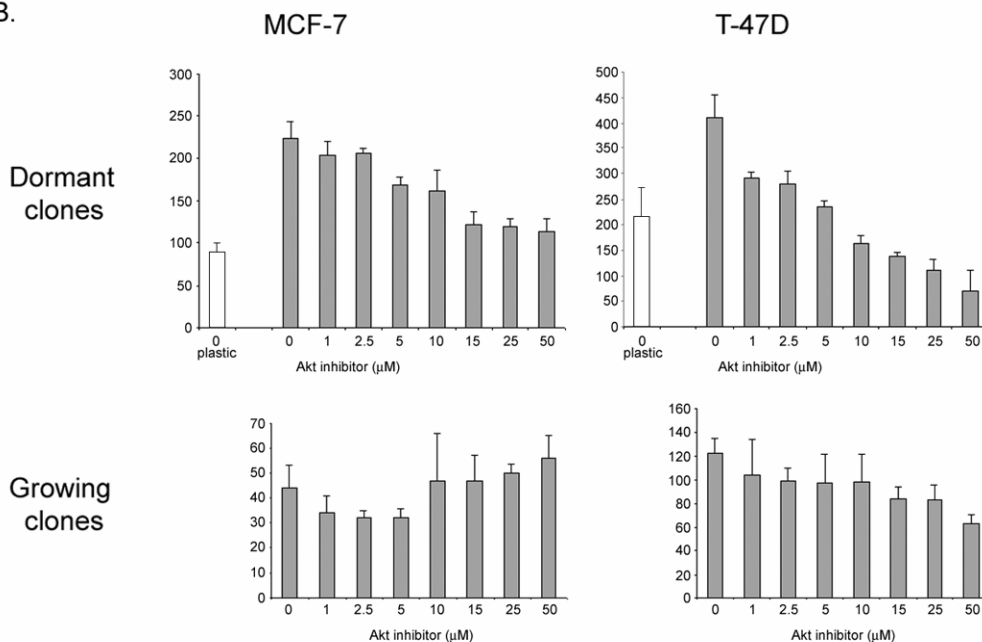 B.
MCF-7
T-47D
Dormant
clones
300
250
200
150
100
50
0
0 0 1 2.5 5 10 15 25 50
plastic
Akt inhibitor (μM)
500
450
400
350
300
250
200
150
100
50
0
0 0 1 2.5 5 10 15 25 50
plastic
Akt inhibitor (μM)
Growing
clones
70
60
50
40
30
20
10
0
0 1 2.5 5 10 15 25 50
Akt inhibitor (μM)
160
140
120
100
80
60
40
20
0
0 1 2.5 5 10 15 25 50
Akt inhibitor (μM)